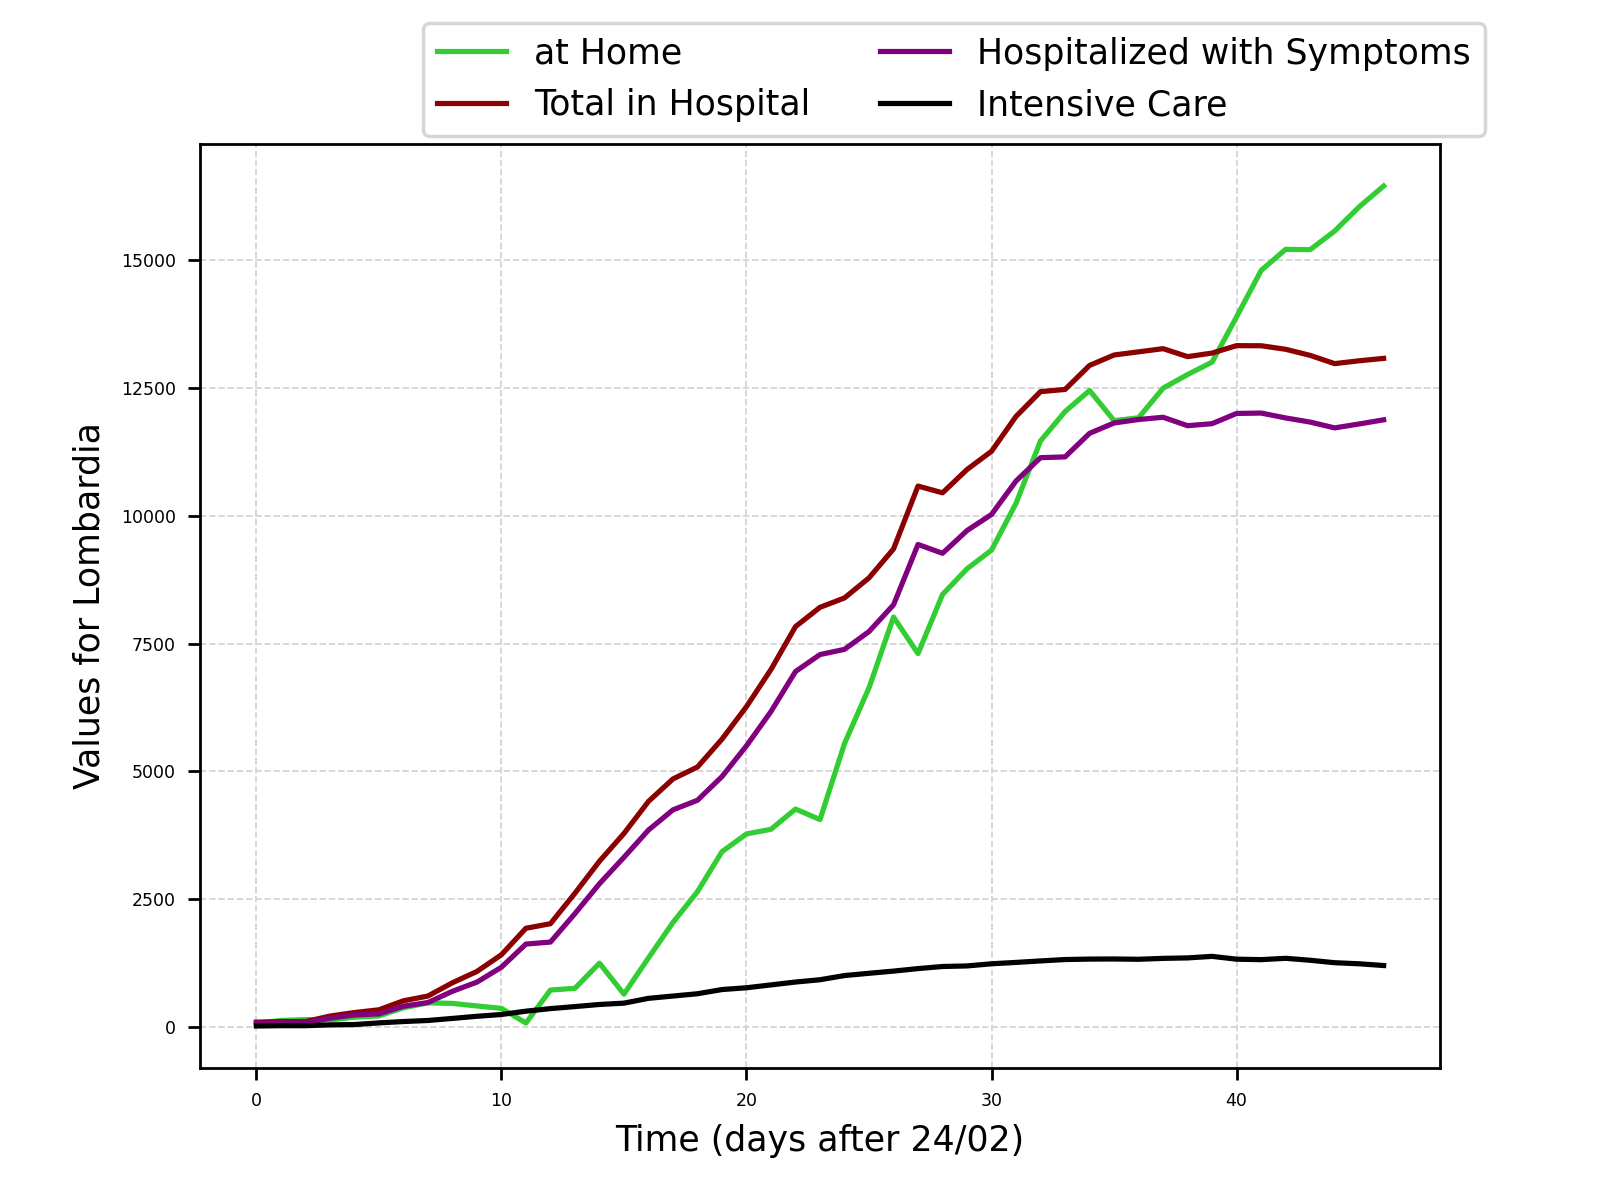 at Home
Total in Hospital
Hospitalized with Symptoms
Intensive Care
Values for Lombardia
15000
12500
10000
7500
5000
2500
0
0 10 20 30 40
Time (days after 24/02)